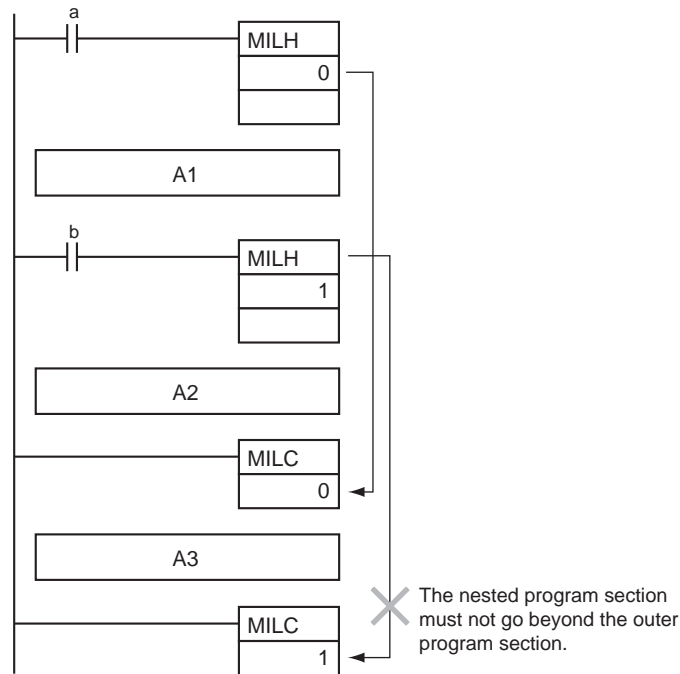 a
MILH
0
A1
b
MILH
1
A2
MILC
0
A3
The nested program section
must not go beyond the outer
program section.
MILC
1